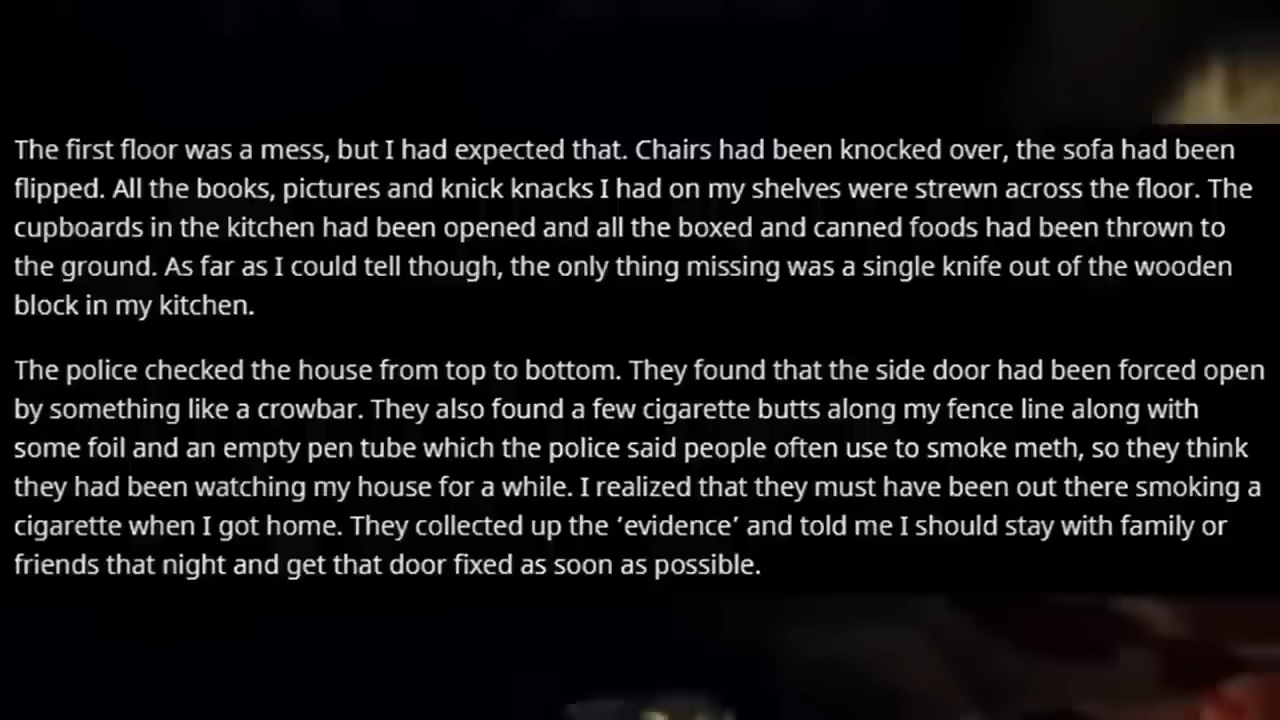 The first floor was a mess, but I had expected that. Chairs had been knocked over, the sofa had been
flipped. All the books, pictures and knick knacks I had on my shelves were strewn across the floor. The
cupboards in the kitchen had been opened and all the boxed and canned foods had been thrown to
the ground. As far as I could tell though, the only thing missing was a single knife out of the wooden
block in my kitchen.
The police checked the house from top to bottom. They found that the side door had been forced open
by something like a crowbar. They also found a few cigarette butts along my fence line along with
some foil and an empty pen tube which the police said people often use to smoke meth, so they think
they had been watching my house for a while. I realized that they must have been out there smoking a
cigarette when I got home. They collected up the ‘evidence’ and told me I should stay with family or
friends that night and get that door fixed as soon as possible.